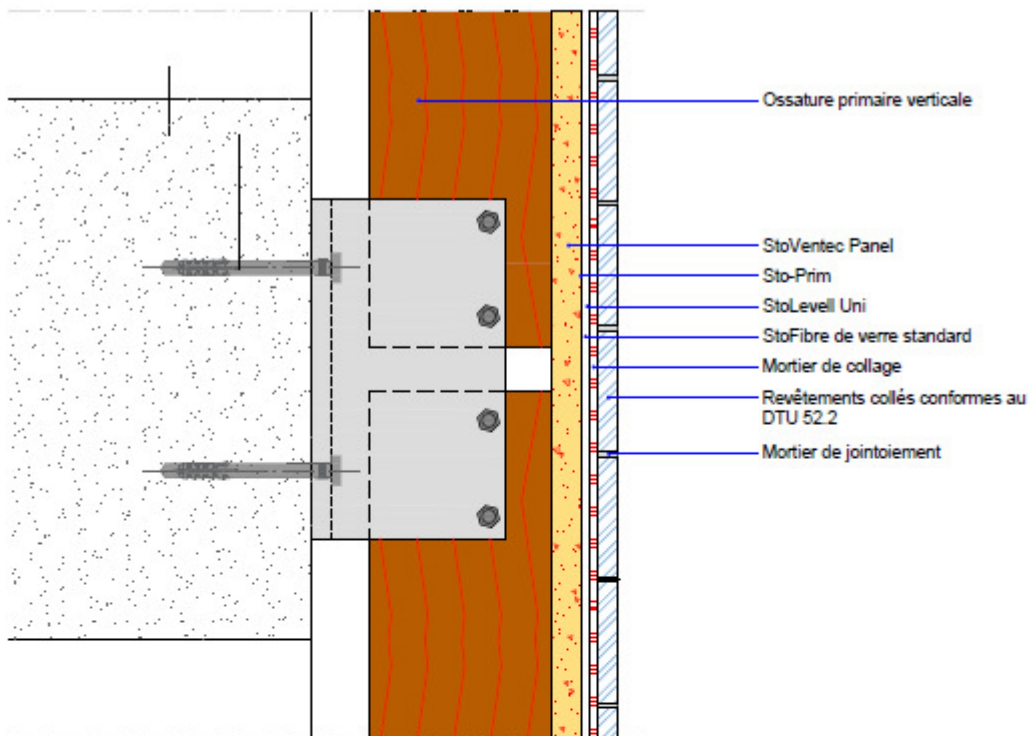 Ossature primaire verticale
StoVentec Panel
Sto-Prim
StoLevell Uni
StoFibre de verre standard
Mortier de collage
Revêtements collés conformes au
DTU 52.2
Mortier de jointoiement